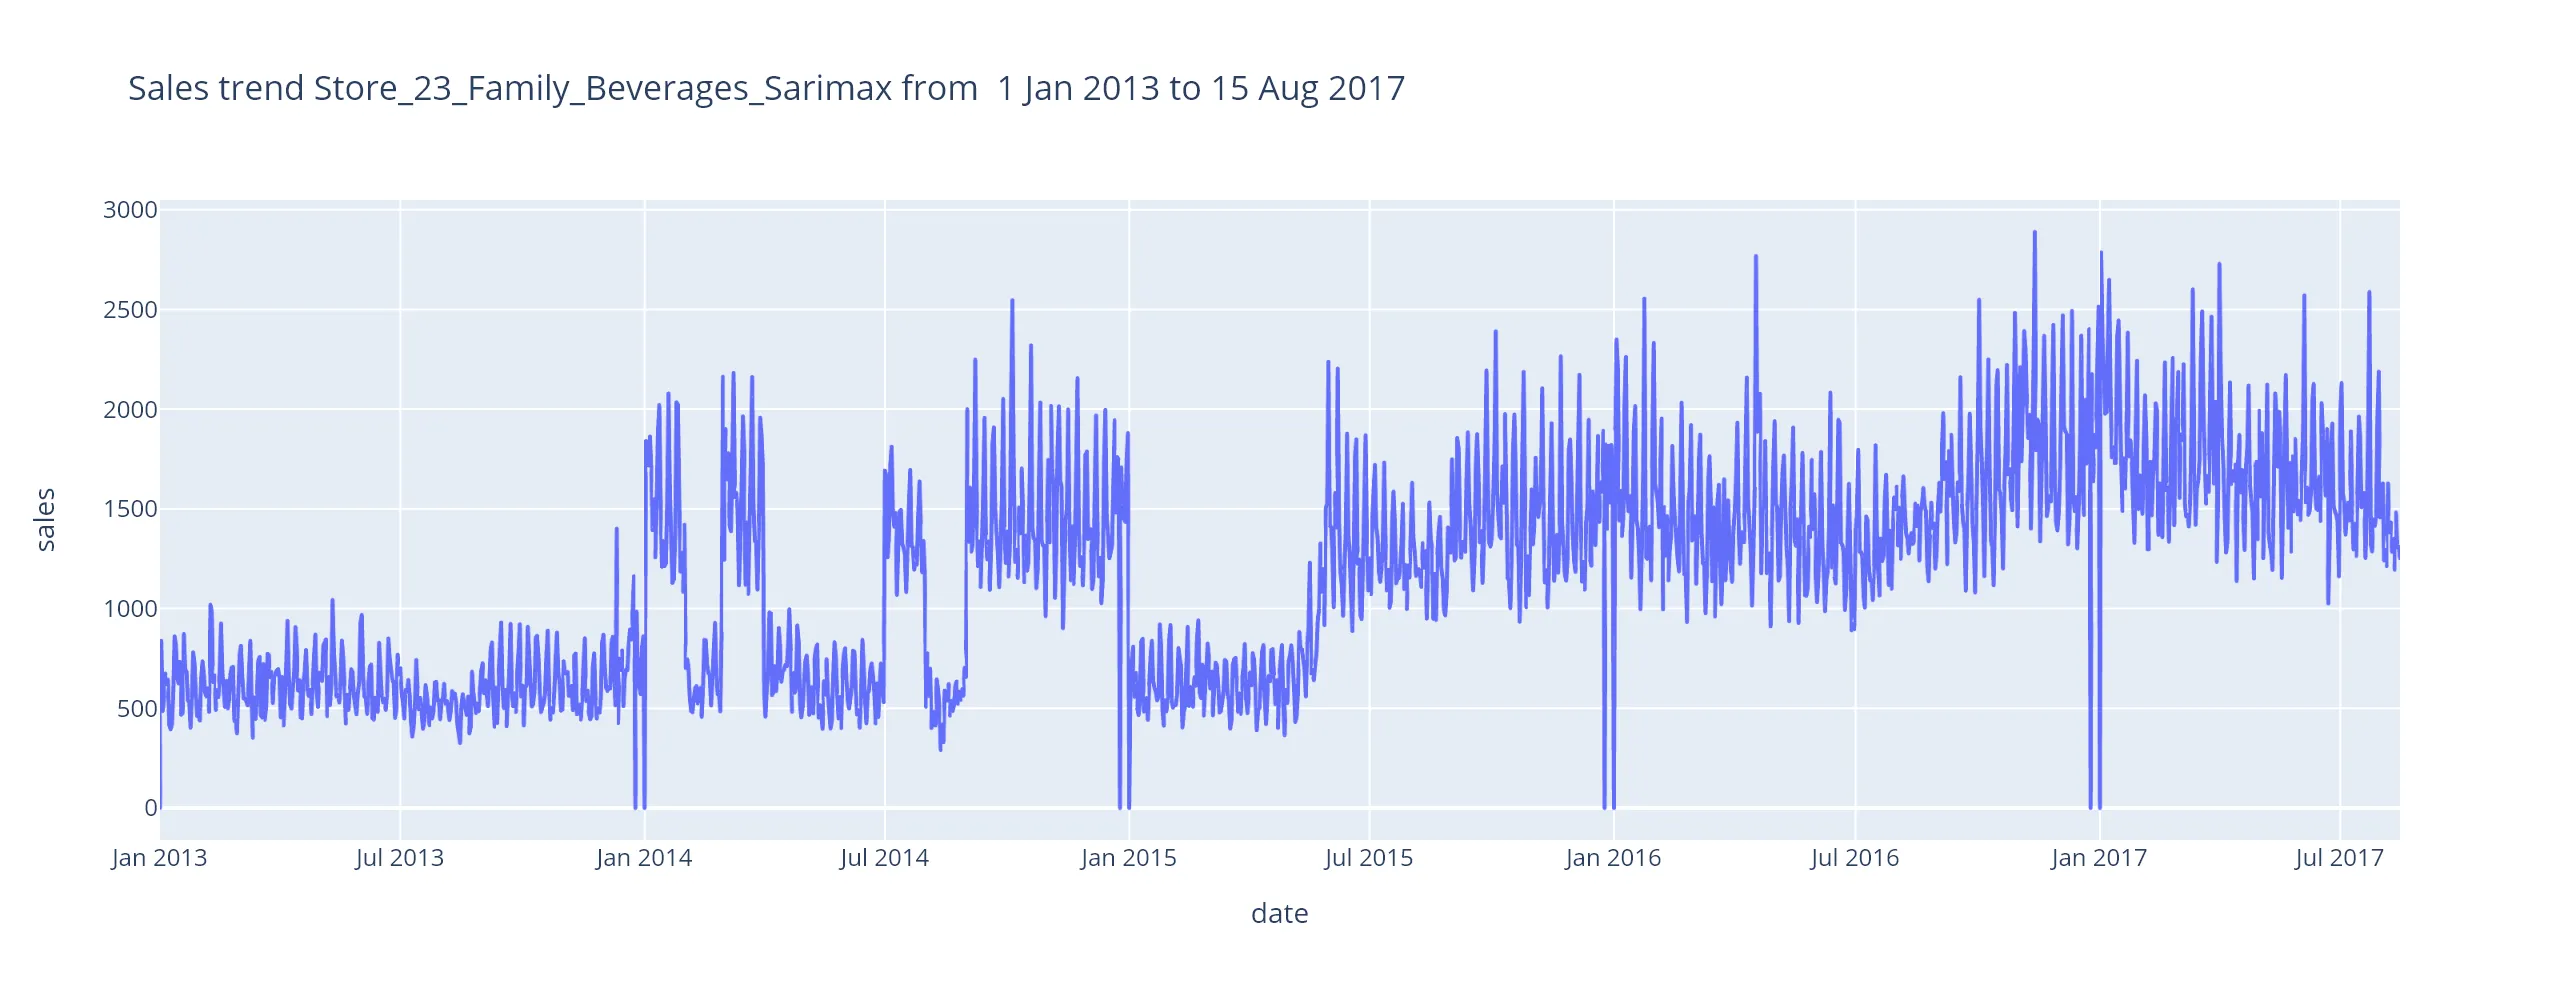 Sales trend Store_23_Family_Beverages_Sarimax from  1 Jan 2013 to 15 Aug 2017
3000
2500
2000
1500
1000
500
0
sales
Jan 2013 Jul 2013 Jan 2014 Jul 2014 Jan 2015 Jul 2015 Jan 2016 Jul 2016 Jan 2017 Jul 2017
date